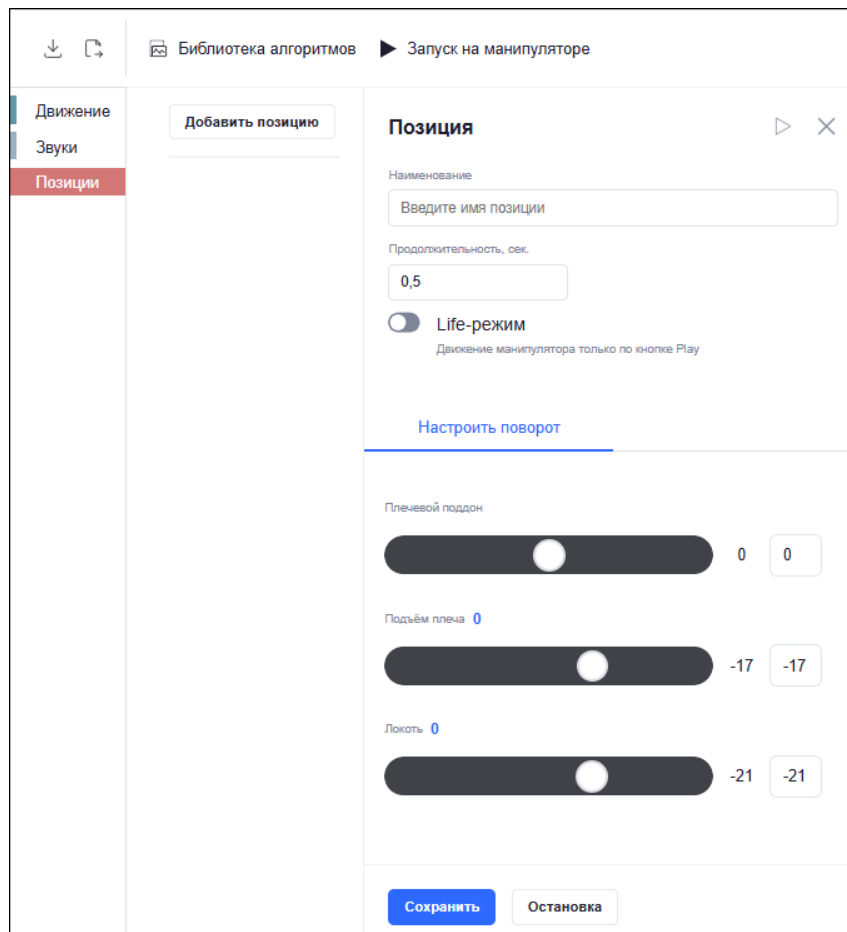 Библиотека алгоритмов
Запуск на манипуляторе
Движение
Звуки
Позиции
Добавить позицию
Позиция
Наименование
Введите имя позиции
Продолжительность, сек.
0,5
Life-режим
Движение манипулятора только по кнопке Play
Настроить поворот
Плечевой поддон
0 0
Подъём плеча 0
-17 -17
Локоть 0
-21 -21
Сохранить
Остановка